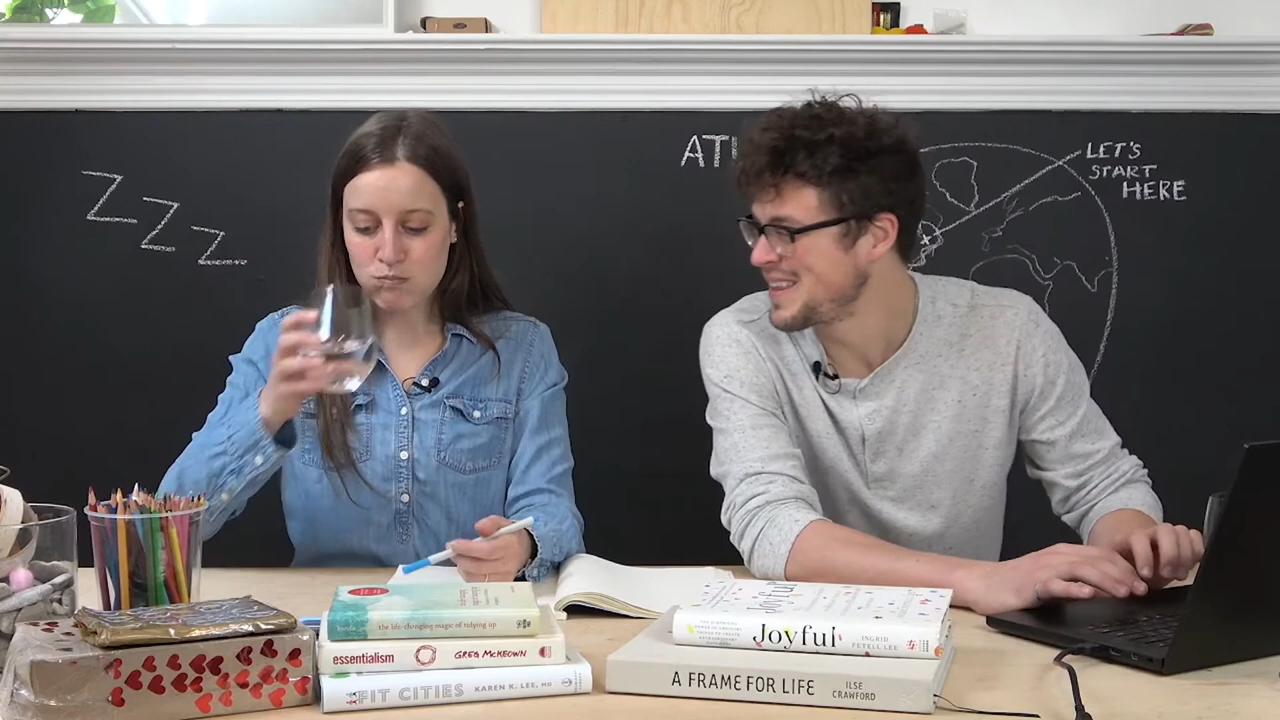 Z Z Z
ATI
LET'S
START
HERE
the life-changing magic of tidying up
essentialism GREG MCKEOWN
FIT CITIES KAREN K. LEE, MD
Joyful
Joyful INGRID
FETELL LEE
A FRAME FOR LIFE ILSE
CRAWFORD